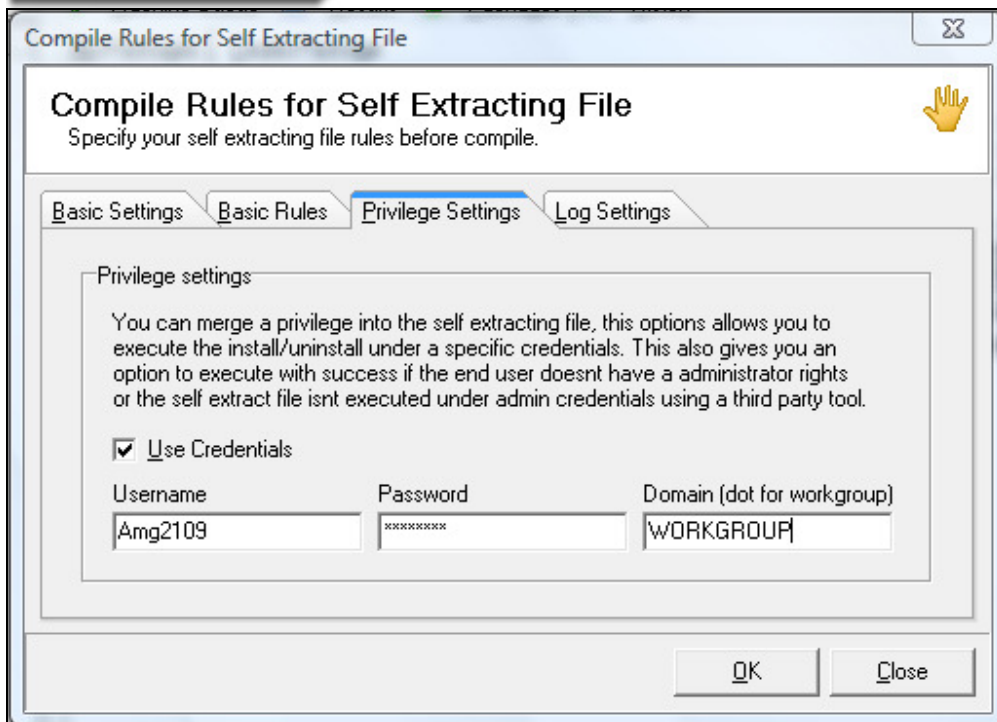 Compile Rules for Self Extracting File
Compile Rules for Self Extracting File
Specify your self extracting file rules before compile.
Basic Settings Basic Rules Privilege Settings Log Settings
Privilege settings
You can merge a privilege into the self extracting file, this options allows you to
execute the install/uninstall under a specific credentials. This also gives you an
option to execute with success if the end user doesnt have a administrator rights
or the self extract file isnt executed under admin credentials using a third party tool.
Use Credentials
Username Password Domain (dot for workgroup)
Amg2109 ******** WORKGROUP
OK Close